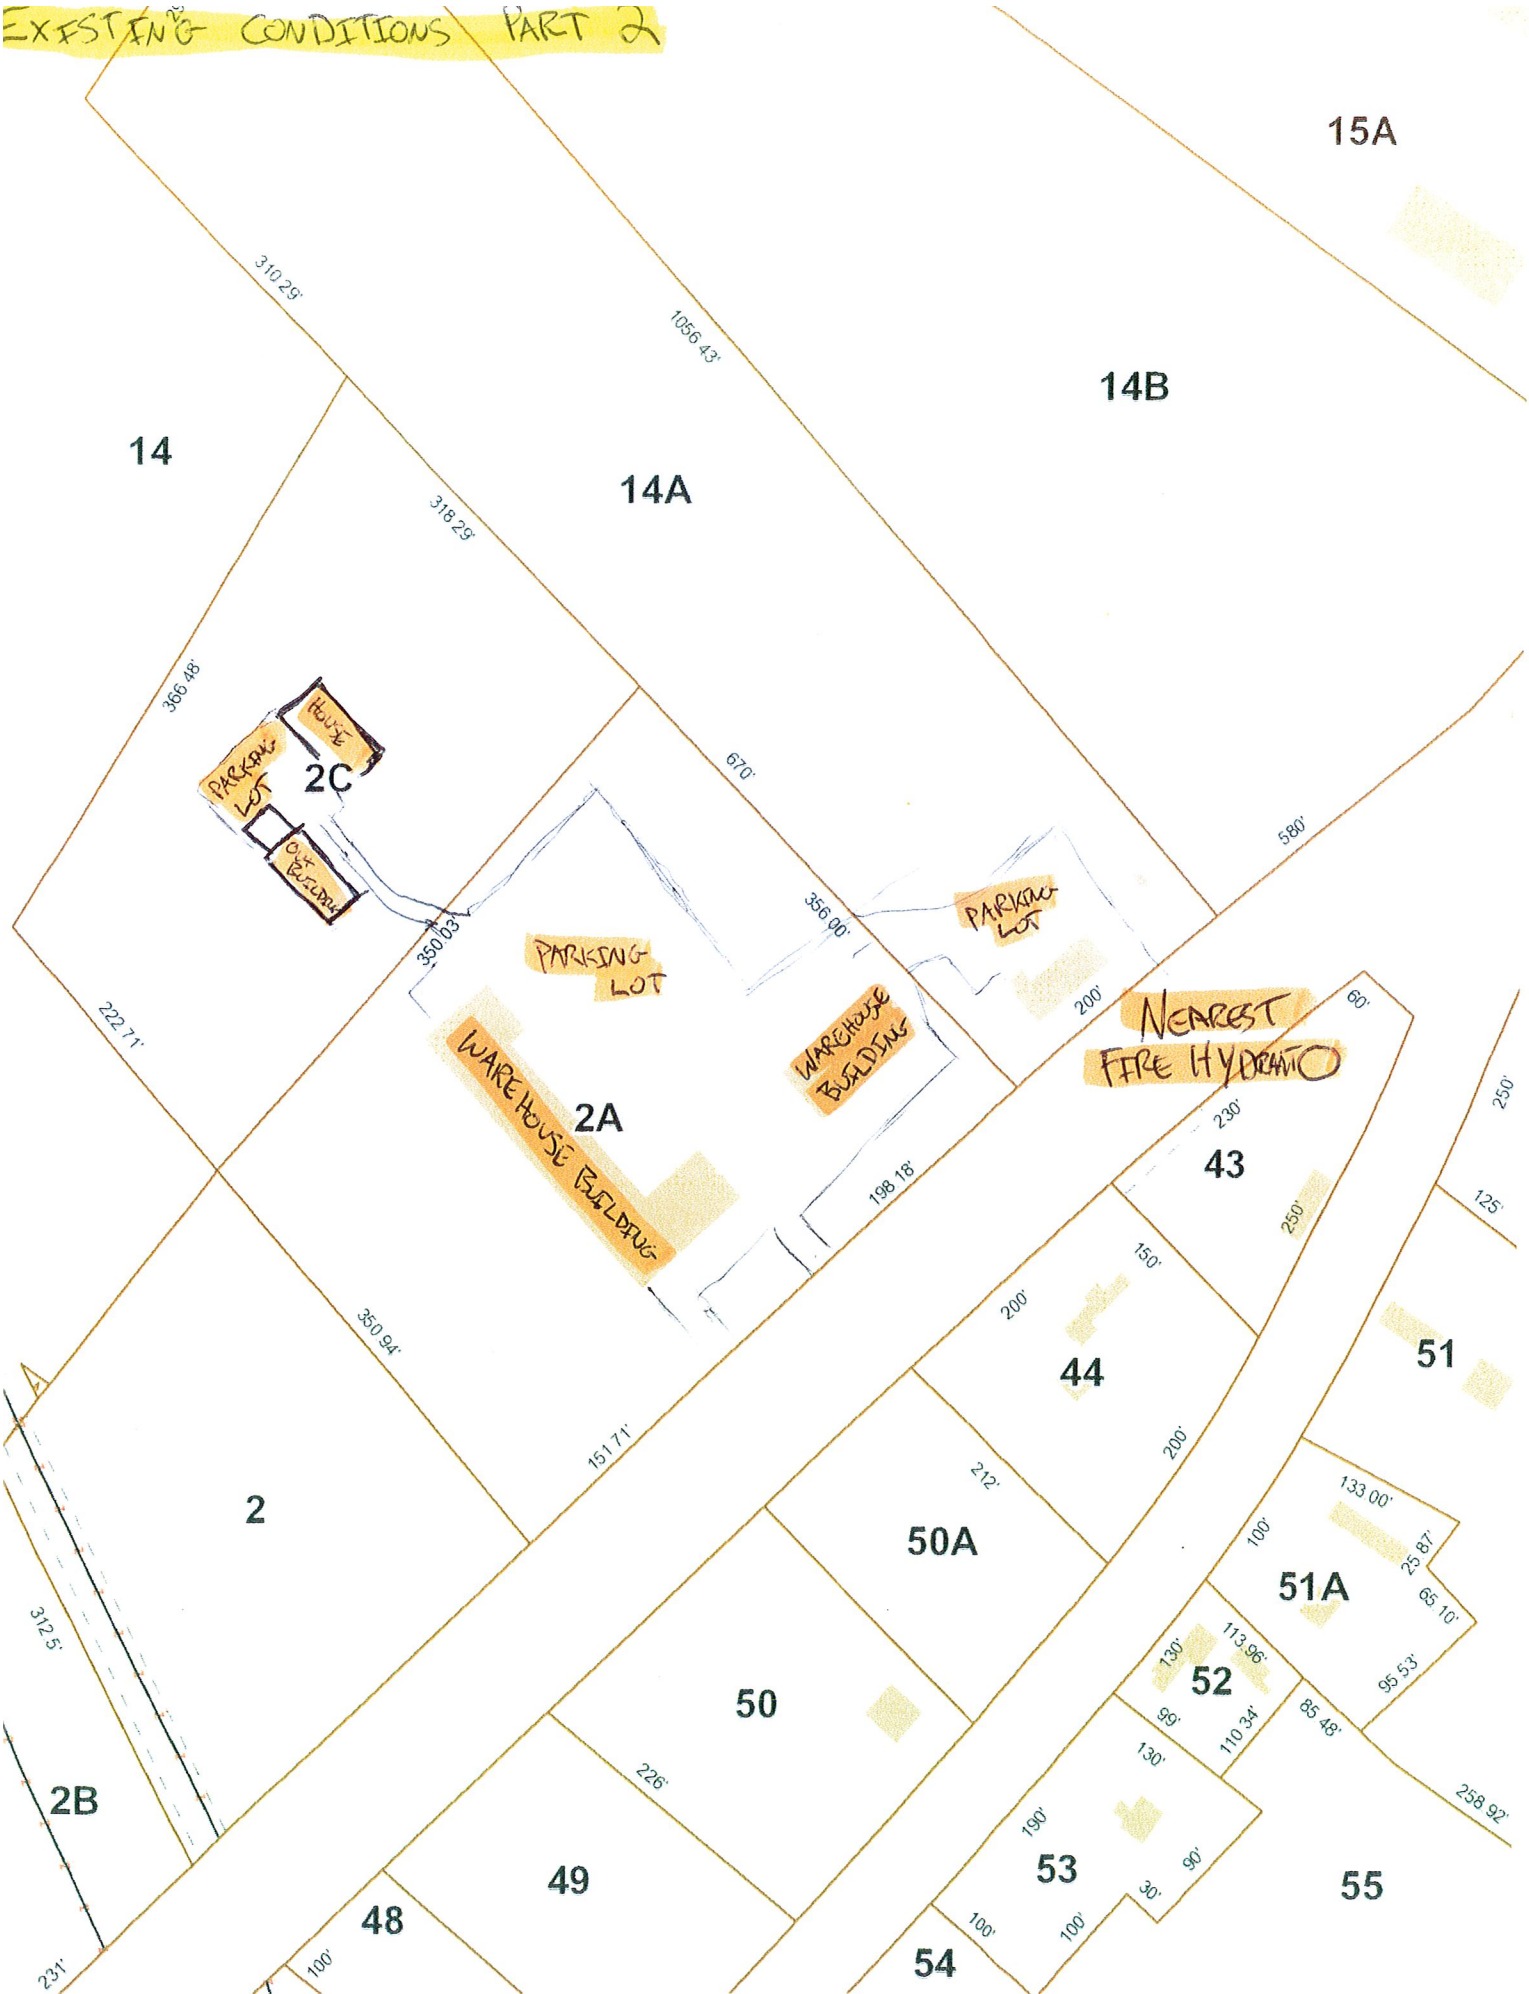 EXISTING CONDITIONS PART 2
15A
310.29'
1056.43'
14B
14
14A
318.29'
366.48'
HOUSE
PARKING
LOT
2C
OLD
BUILDING
670'
580'
356.00'
350.03'
PARKING
LOT
PARKING
LOT
200'
NEAREST
FIRE HYDRANT
60'
222.71'
WAREHOUSE
BUILDING
WAREHOUSE BUILDING
2A
198.18'
230'
43
250'
250'
125'
150'
200'
44
51
350.94'
151.71'
200'
212'
133.00'
2
50A
100'
25.87'
51A
65.10'
312.5'
130'
113.96'
52
95.53'
50
99'
110.34'
85.48'
226'
130'
258.92'
2B
190'
53
90'
30'
55
49
48
100'
100'
54
231'
100'